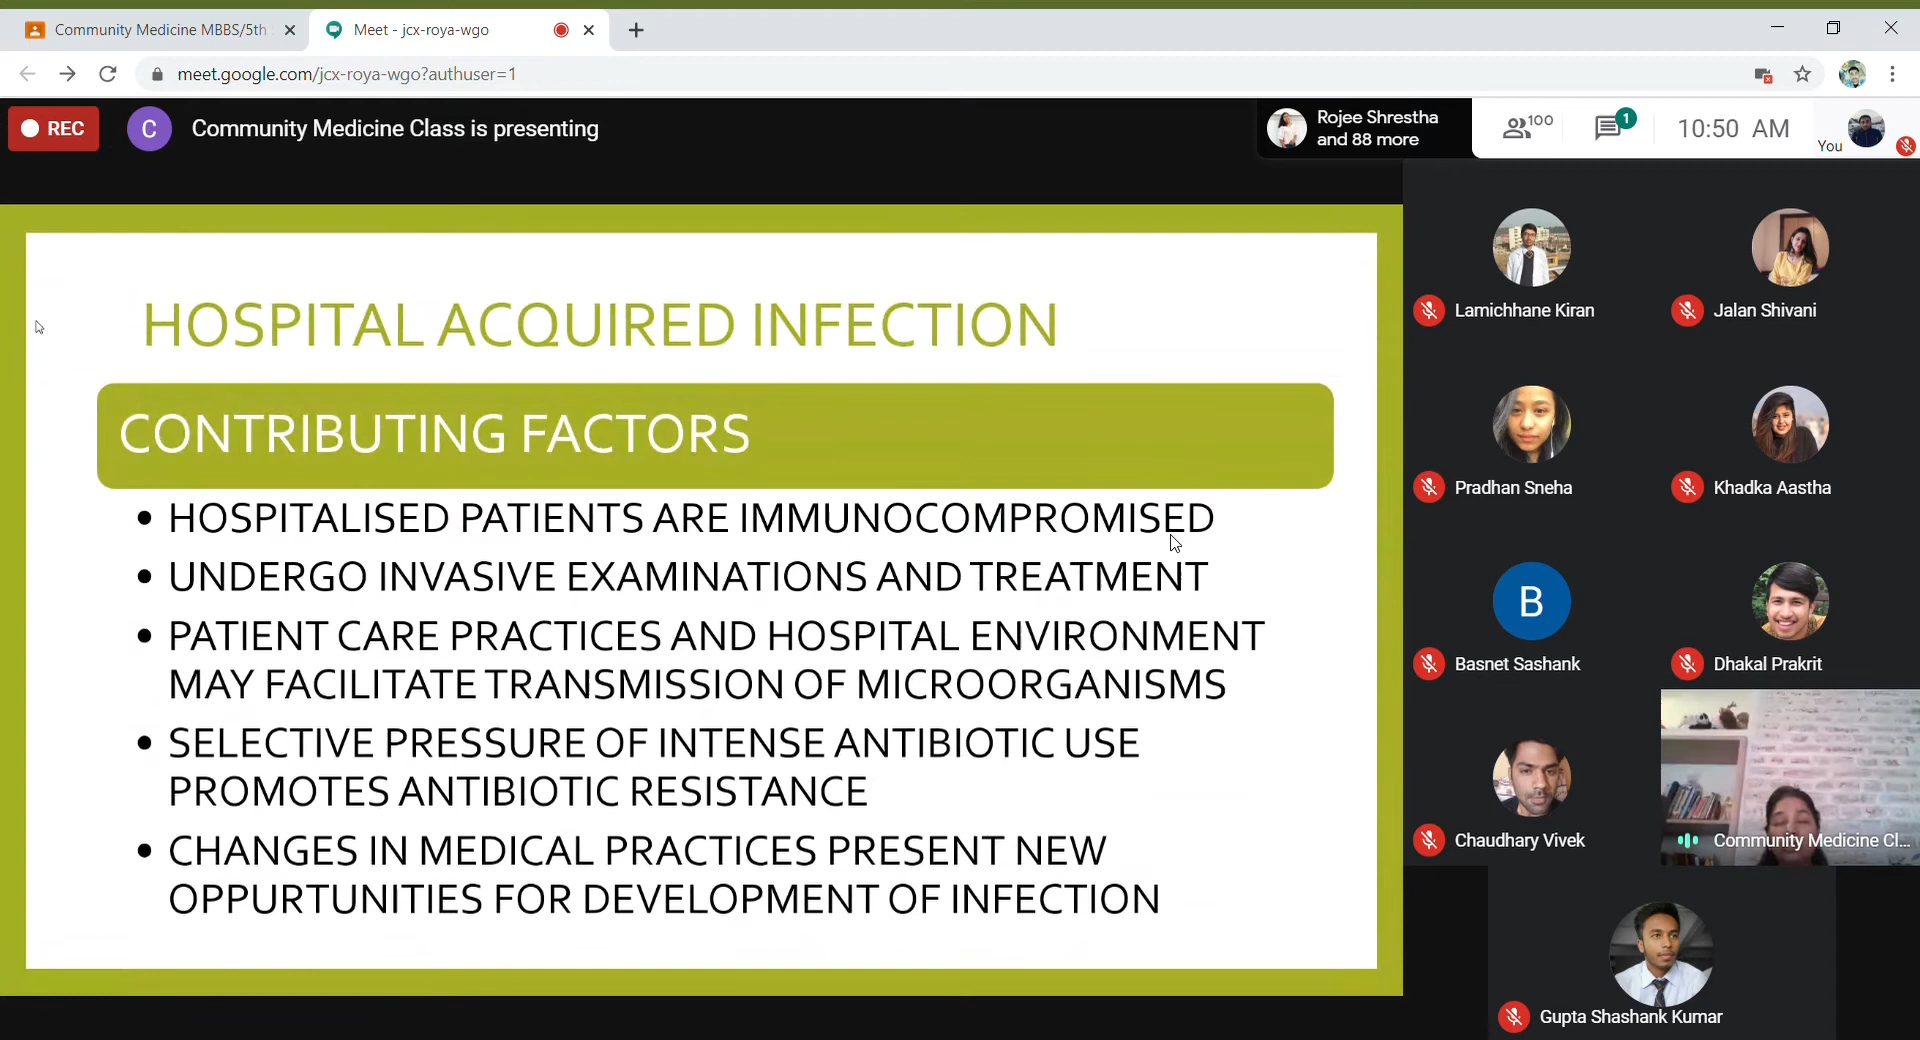 Community Medicine MBBS/5th
Meet - jcx-roya-wgo
meet.google.com/jcx-roya-wgo?authuser=1
REC
C
Community Medicine Class is presenting
Rojee Shrestha
and 88 more
100
1
10:50 AM
You
HOSPITAL ACQUIRED INFECTION
CONTRIBUTING FACTORS
• HOSPITALISED PATIENTS ARE IMMUNOCOMPROMISED
• UNDERGO INVASIVE EXAMINATIONS AND TREATMENT
• PATIENT CARE PRACTICES AND HOSPITAL ENVIRONMENT
MAY FACILITATE TRANSMISSION OF MICROORGANISMS
• SELECTIVE PRESSURE OF INTENSE ANTIBIOTIC USE
PROMOTES ANTIBIOTIC RESISTANCE
• CHANGES IN MEDICAL PRACTICES PRESENT NEW
OPPURTUNITIES FOR DEVELOPMENT OF INFECTION
Lamichhane Kiran
Jalan Shivani
Pradhan Sneha
Khadka Aastha
B
Basnet Sashank
Dhakal Prakrit
Chaudhary Vivek
Community Medicine Cl...
Gupta Shashank Kumar